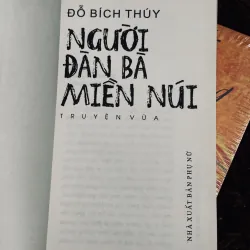 ĐỖ BÍCH THÚY
NGƯỜI
ĐÀN BÀ
MIỀN NÚI
TRUYỆN VỪA
NHÀ XUẤT BẢN PHỤ NỮ